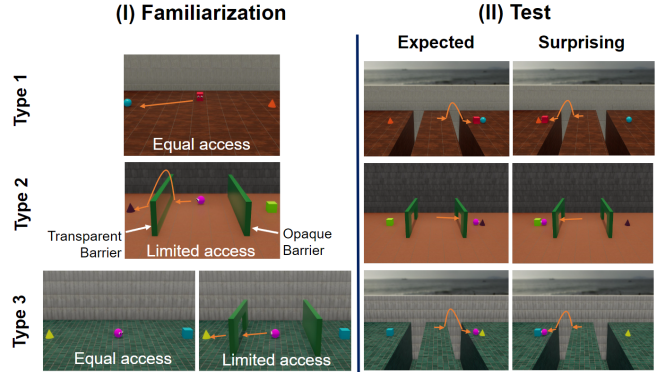 (I) Familiarization
(II) Test
Expected
Surprising
Type 1
Equal access
Type 2
Transparent
Barrier
Limited access
Opaque
Barrier
Type 3
Equal access
Limited access